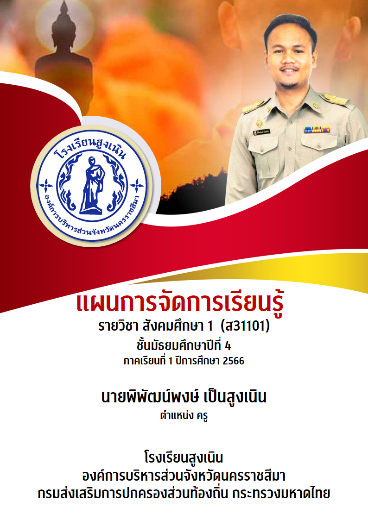 โรงเรียนสูงเนิน
องค์การบริหารส่วนจังหวัดนครราชสีมา
แผนการจัดการเรียนรู้
รายวิชา สังคมศึกษา 1 (ส31101)
ชั้นมัธยมศึกษาปีที่ 4
ภาคเรียนที่ 1 ปีการศึกษา 2566
นายพิพัฒน์พงษ์ เป็นสูงเนิน
ตำแหน่ง ครู
โรงเรียนสูงเนิน
องค์การบริหารส่วนจังหวัดนครราชสีมา
กรมส่งเสริมการปกครองส่วนท้องถิ่น กระทรวงมหาดไทย